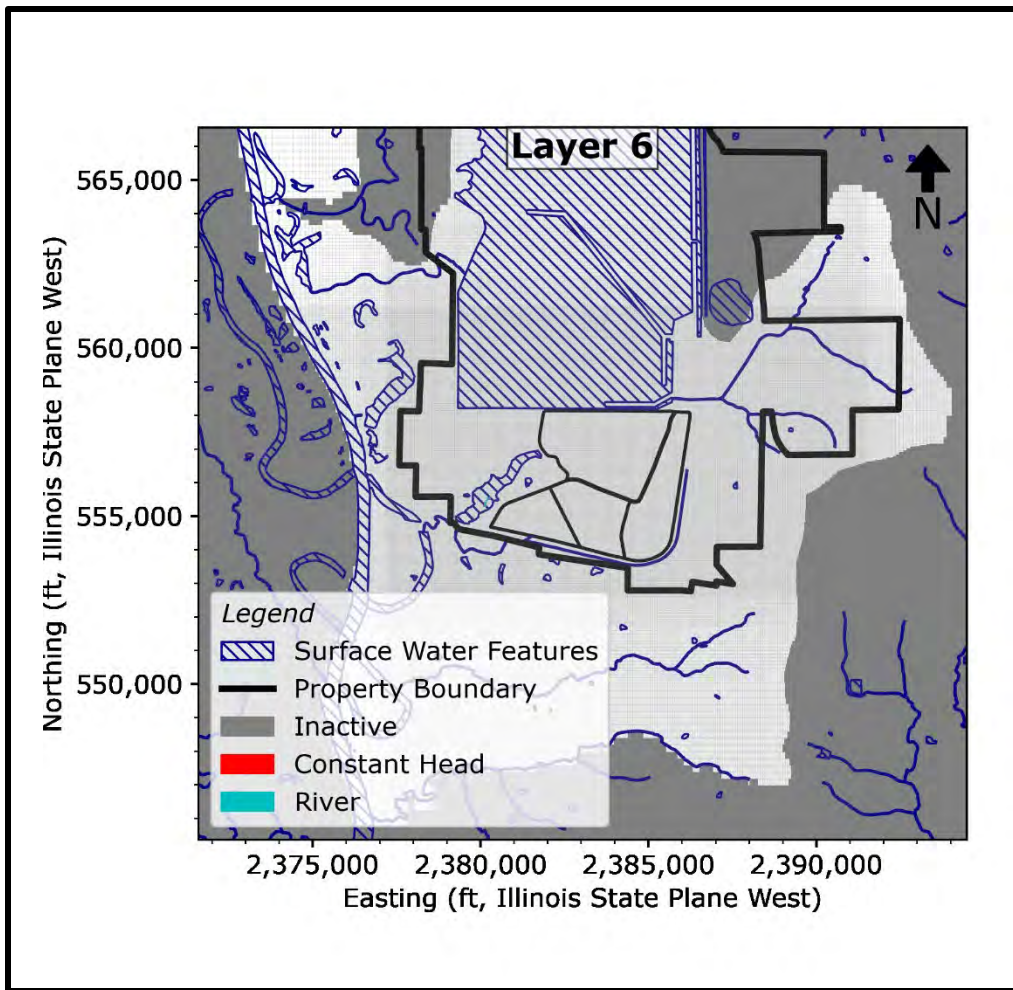 Layer 6
N
565,000
560,000
555,000
550,000
Northing (ft, Illinois State Plane West)
Legend
Surface Water Features
Property Boundary
Inactive
Constant Head
River
2,375,000 2,380,000 2,385,000 2,390,000
Easting (ft, Illinois State Plane West)